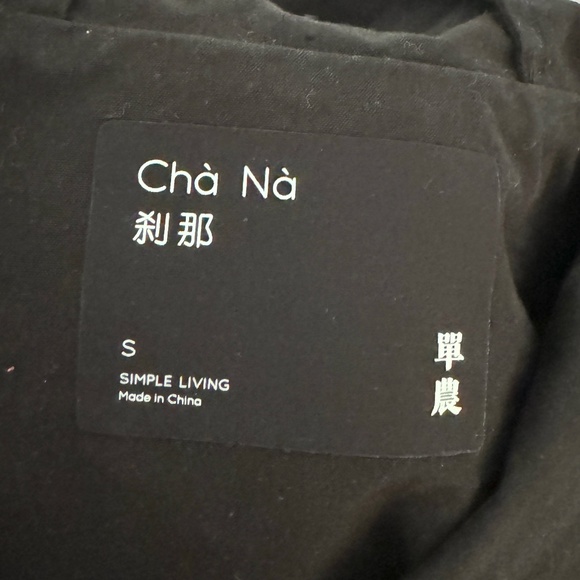 Chà Nà
刹那
S
SIMPLE LIVING
Made in China
單農